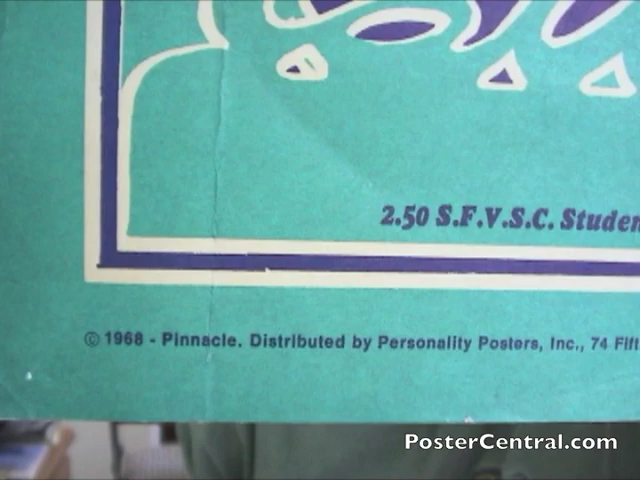 2.50 S.F.V.S.C. Studen
© 1968 - Pinnacle. Distributed by Personality Posters, Inc., 74 Fift
PosterCentral.com